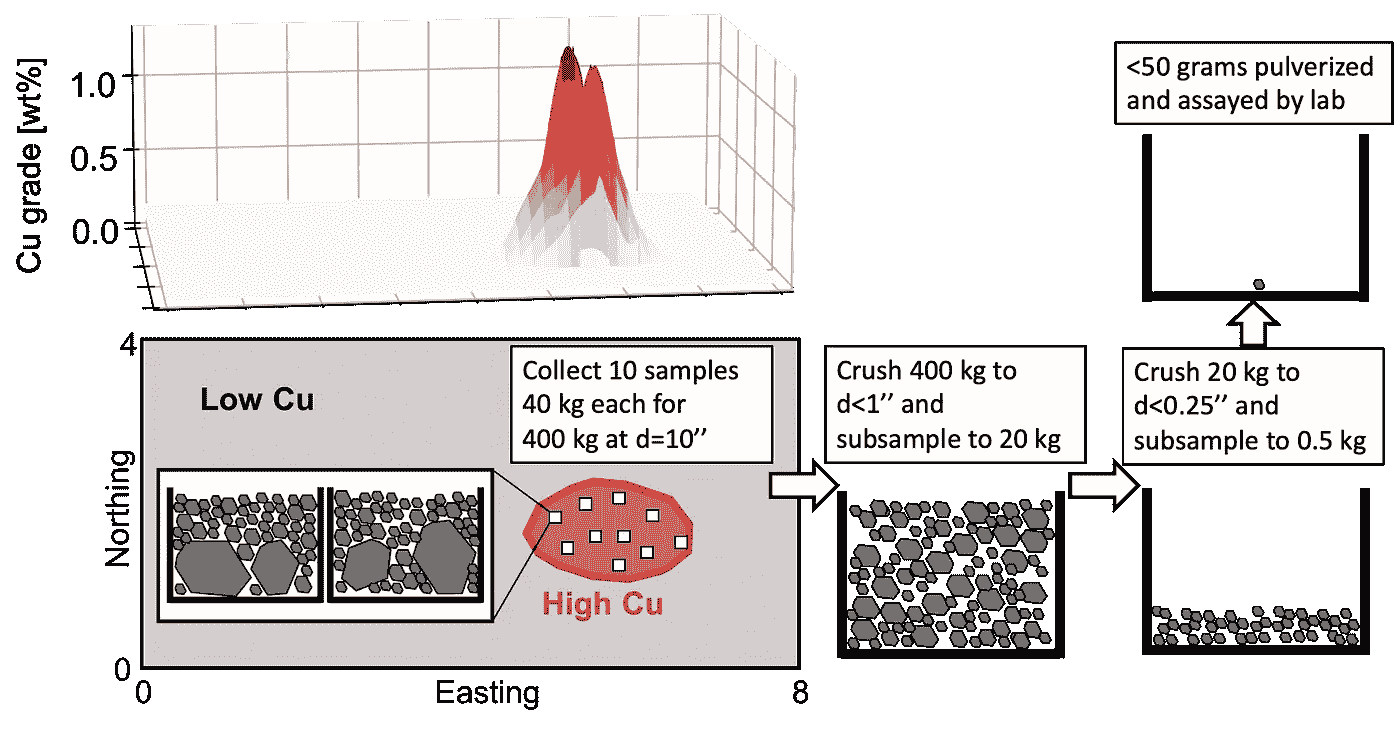 Cu grade [wt%]
1.0
0.5
0.0
<50 grams pulverized
and assayed by lab
4
Low Cu
Collect 10 samples
40 kg each for
400 kg at d=10’’
Crush 400 kg to
d<1’’ and
subsample to 20 kg
Crush 20 kg to
d<0.25’’ and
subsample to 0.5 kg
Northing
High Cu
0
0
Easting
8